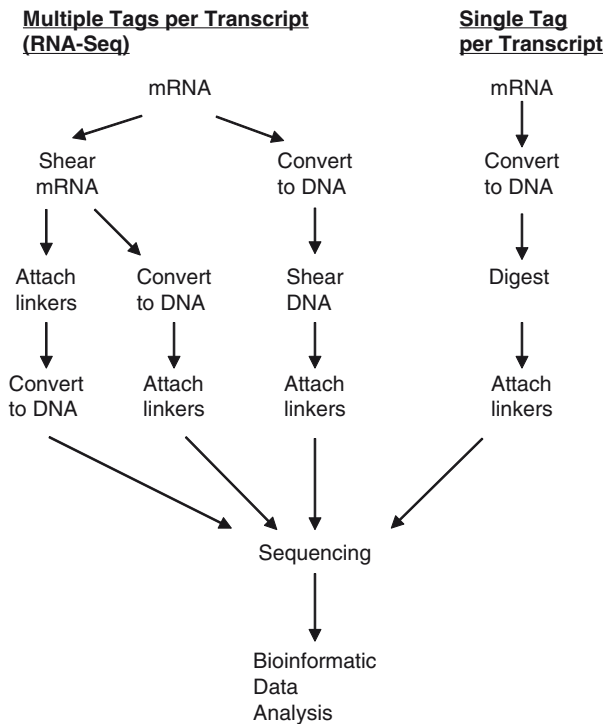 Multiple Tags per Transcript
(RNA-Seq)
Single Tag
per Transcript
mRNA
mRNA
Shear
mRNA
Convert
to DNA
Convert
to DNA
Attach
linkers
Convert
to DNA
Shear
DNA
Digest
Convert
to DNA
Attach
linkers
Attach
linkers
Attach
linkers
Sequencing
Bioinformatic
Data
Analysis